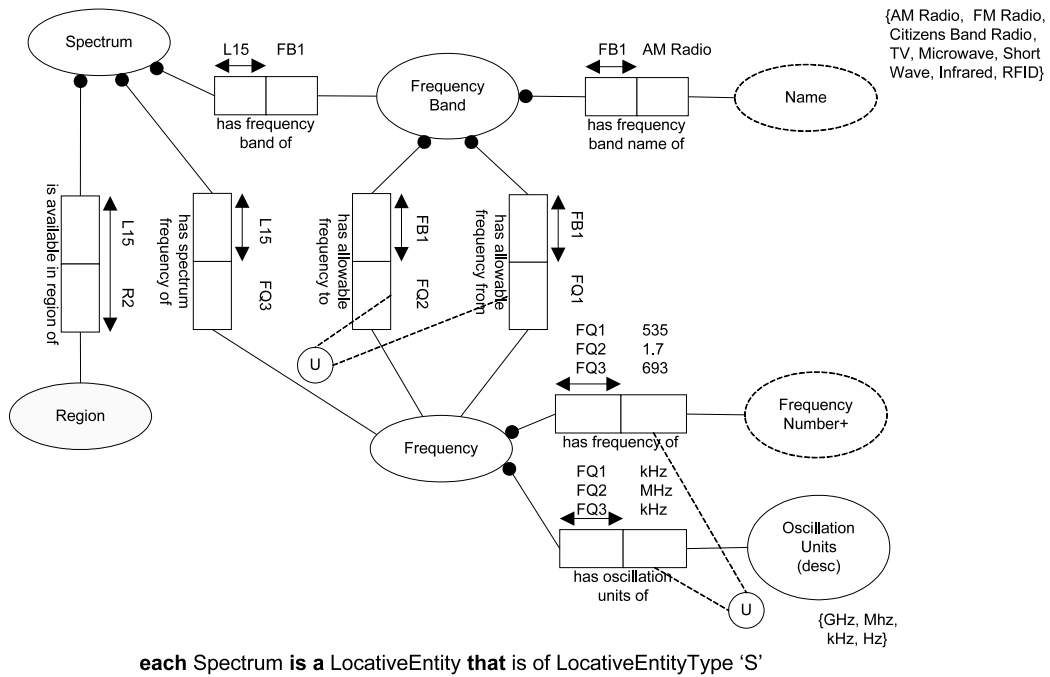 {AM Radio, FM Radio,
Citizens Band Radio,
TV, Microwave, Short
Wave, Infrared, RFID}
Spectrum
L15 FB1
has frequency
band of
Frequency
Band
FB1 AM Radio
has frequency
band name of
Name
is available in region of
L15 R2
has spectrum
frequency of
L15 FQ3
has allowable
frequency to
FB1 FQ2
has allowable
frequency from
FB1 FQ1
U
FQ1 535
FQ2 1.7
FQ3 693
Region
Frequency
has frequency of
Frequency
Number+
FQ1 kHz
FQ2 MHz
FQ3 kHz
has oscillation
units of
Oscillation
Units
(desc)
U
{GHz, Mhz,
kHz, Hz}
each Spectrum is a LocativeEntity that is of LocativeEntityType ‘S’